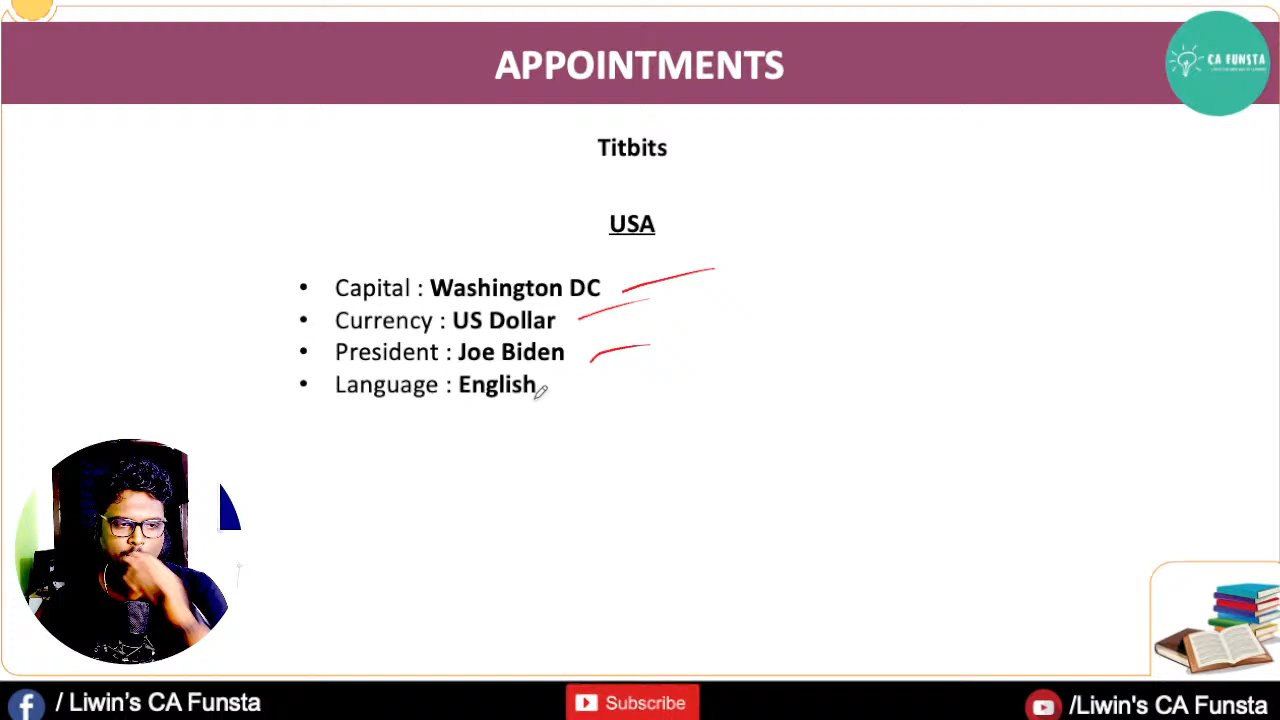 APPOINTMENTS
CA FUNSTA
Titbits
USA
• Capital : Washington DC
• Currency : US Dollar
• President : Joe Biden
• Language : English
/ Liwin's CA Funsta
Subscribe
/Liwin's CA Funsta